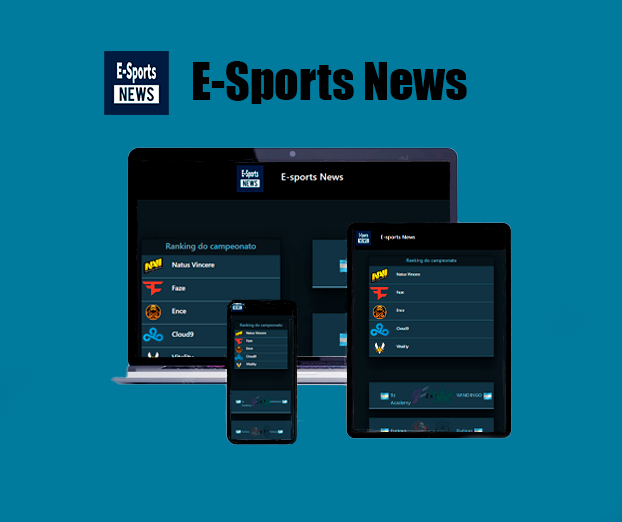 E-Sports
NEWS
E-Sports News
E-Sports
NEWS
E-sports News
Ranking do campeonato
Natus Vincere
Faze
Ence
Cloud9
Vitality
E-sports News
Ranking do campeonato
Natus Vincere
Faze
Ence
Cloud9
Vitality
Academy
WINDINGO
Ranking do campeonato
Natus Vincere
Faze
Ence
Cloud9
Vitality